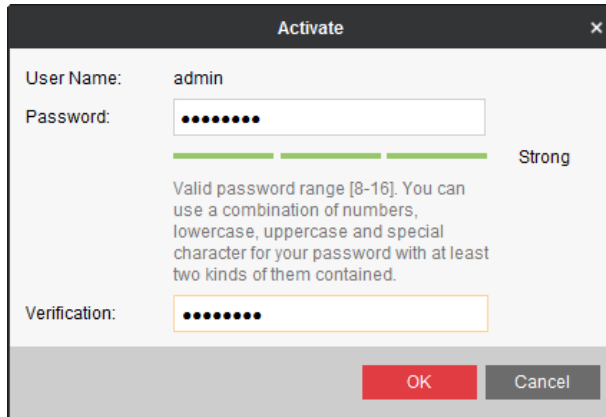 Activate ×
User Name: admin
Password: ••••••••
Strong
Valid password range [8-16]. You can
use a combination of numbers,
lowercase, uppercase and special
character for your password with at least
two kinds of them contained.
Verification: ••••••••
OK Cancel